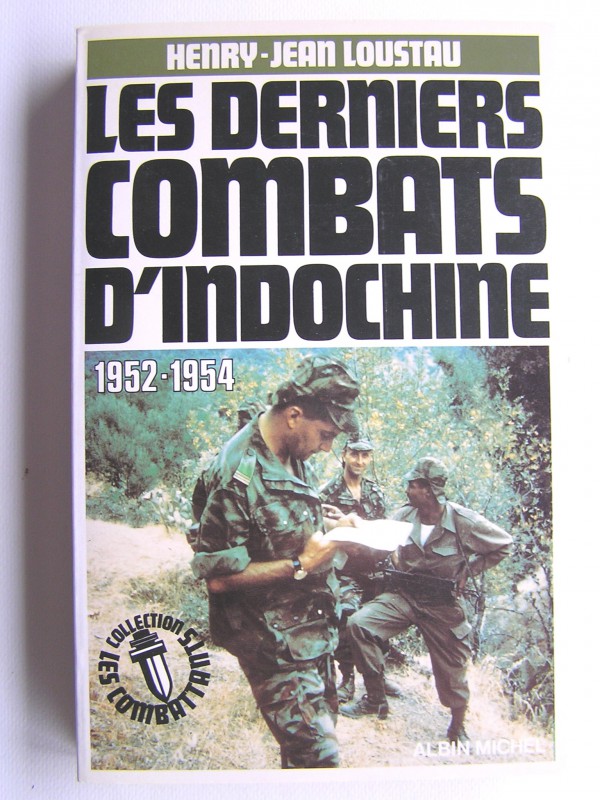 HENRY-JEAN LOUSTAU
LES DERNIERS
COMBATS
D'INDOCHINE
1952-1954
COLLECTION
LES COMBATTANTS
ALBIN MICHEL